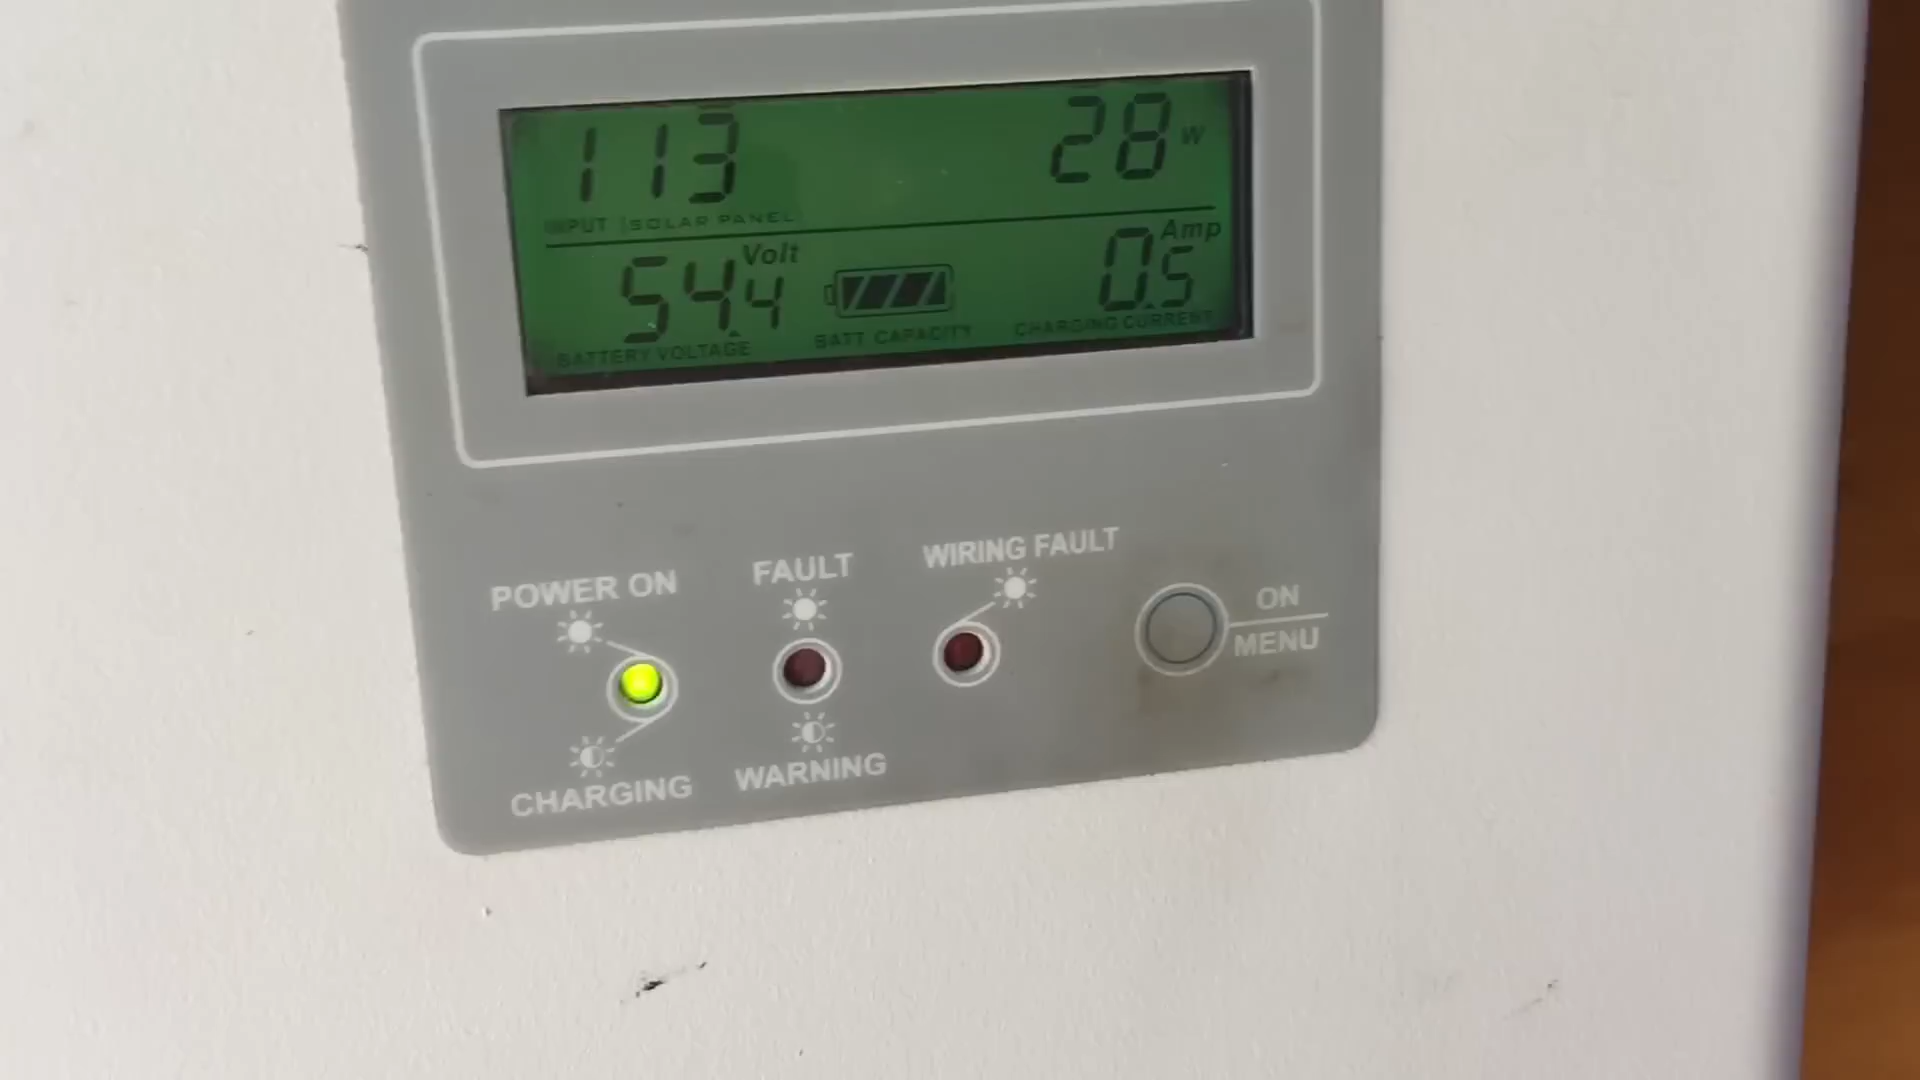 113 28 W
INPUT SOLAR PANEL
54.4 Volt 0.5 Amp
BATTERY VOLTAGE BATT CAPACITY CHARGING CURRENT
POWER ON FAULT WIRING FAULT
ON
MENU
CHARGING WARNING